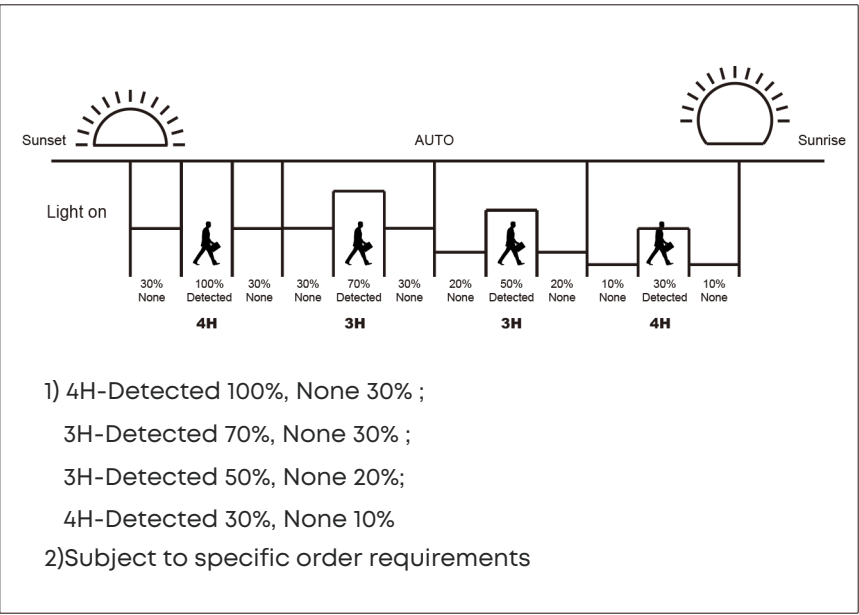 Sunset
AUTO
Sunrise
Light on
30% 100% 30% 30% 70% 30% 20% 50% 20% 10% 30% 10%
None Detected None None Detected None None Detected None None Detected None
4H 3H 3H 4H
1) 4H-Detected 100%, None 30% ;
3H-Detected 70%, None 30% ;
3H-Detected 50%, None 20%;
4H-Detected 30%, None 10%
2)Subject to specific order requirements